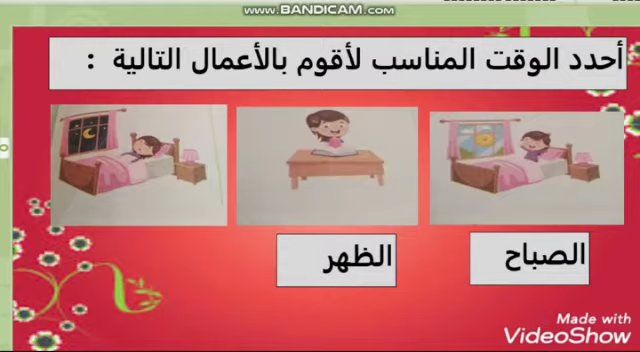 www.BANDICAM.com
أحدد الوقت المناسب لأقوم بالأعمال التالية :
الصباح
الظهر
Made with
VideoShow